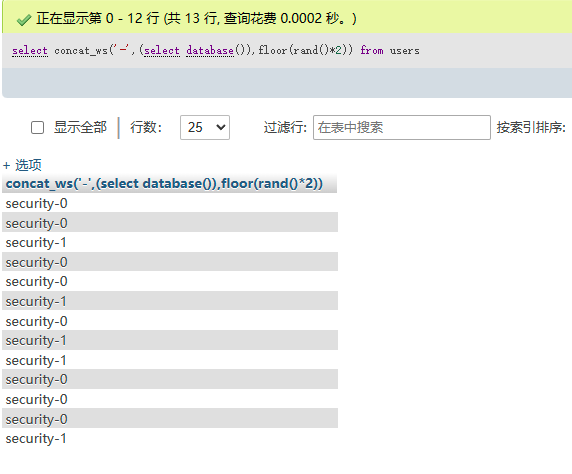 正在显示第 0 - 12 行 (共 13 行, 查询花费 0.0002 秒。)
select concat_ws('-',(select database()),floor(rand()*2)) from users
显示全部 行数: 25 过滤行: 在表中搜索 按索引排序:
+ 选项
concat_ws('-',(select database()),floor(rand()*2))
security-0
security-0
security-1
security-0
security-0
security-1
security-0
security-1
security-1
security-0
security-0
security-0
security-1